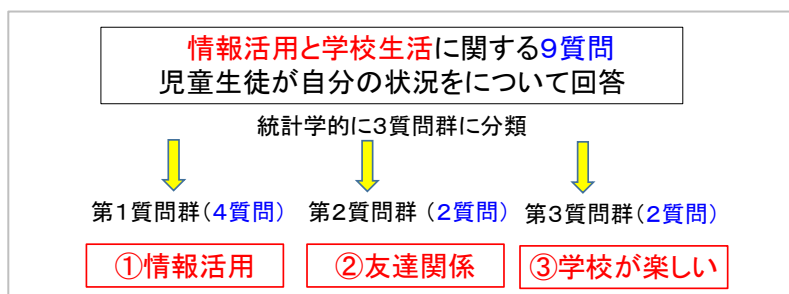 情報活用と学校生活に関する9質問
児童生徒が自分の状況をについて回答
統計学的に3質問群に分類
第1質問群(4質問) 第2質問群 (2質問) 第3質問群(2質問)
①情報活用 ②友達関係 ③学校が楽しい